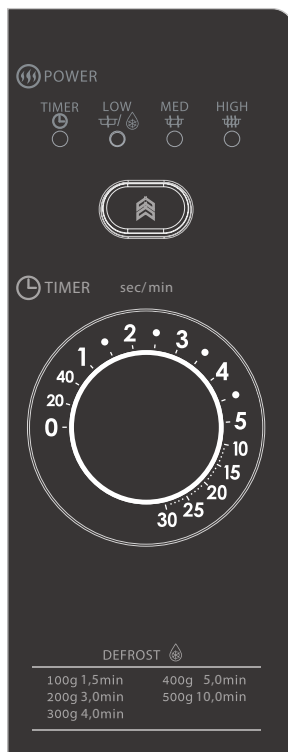 POWER
TIMER LOW MED HIGH
/
TIMER sec/min
0 20 40 1 2 3 4 5 10 15 20 25 30
DEFROST
100g 1,5min 400g 5,0min
200g 3,0min 500g 10,0min
300g 4,0min